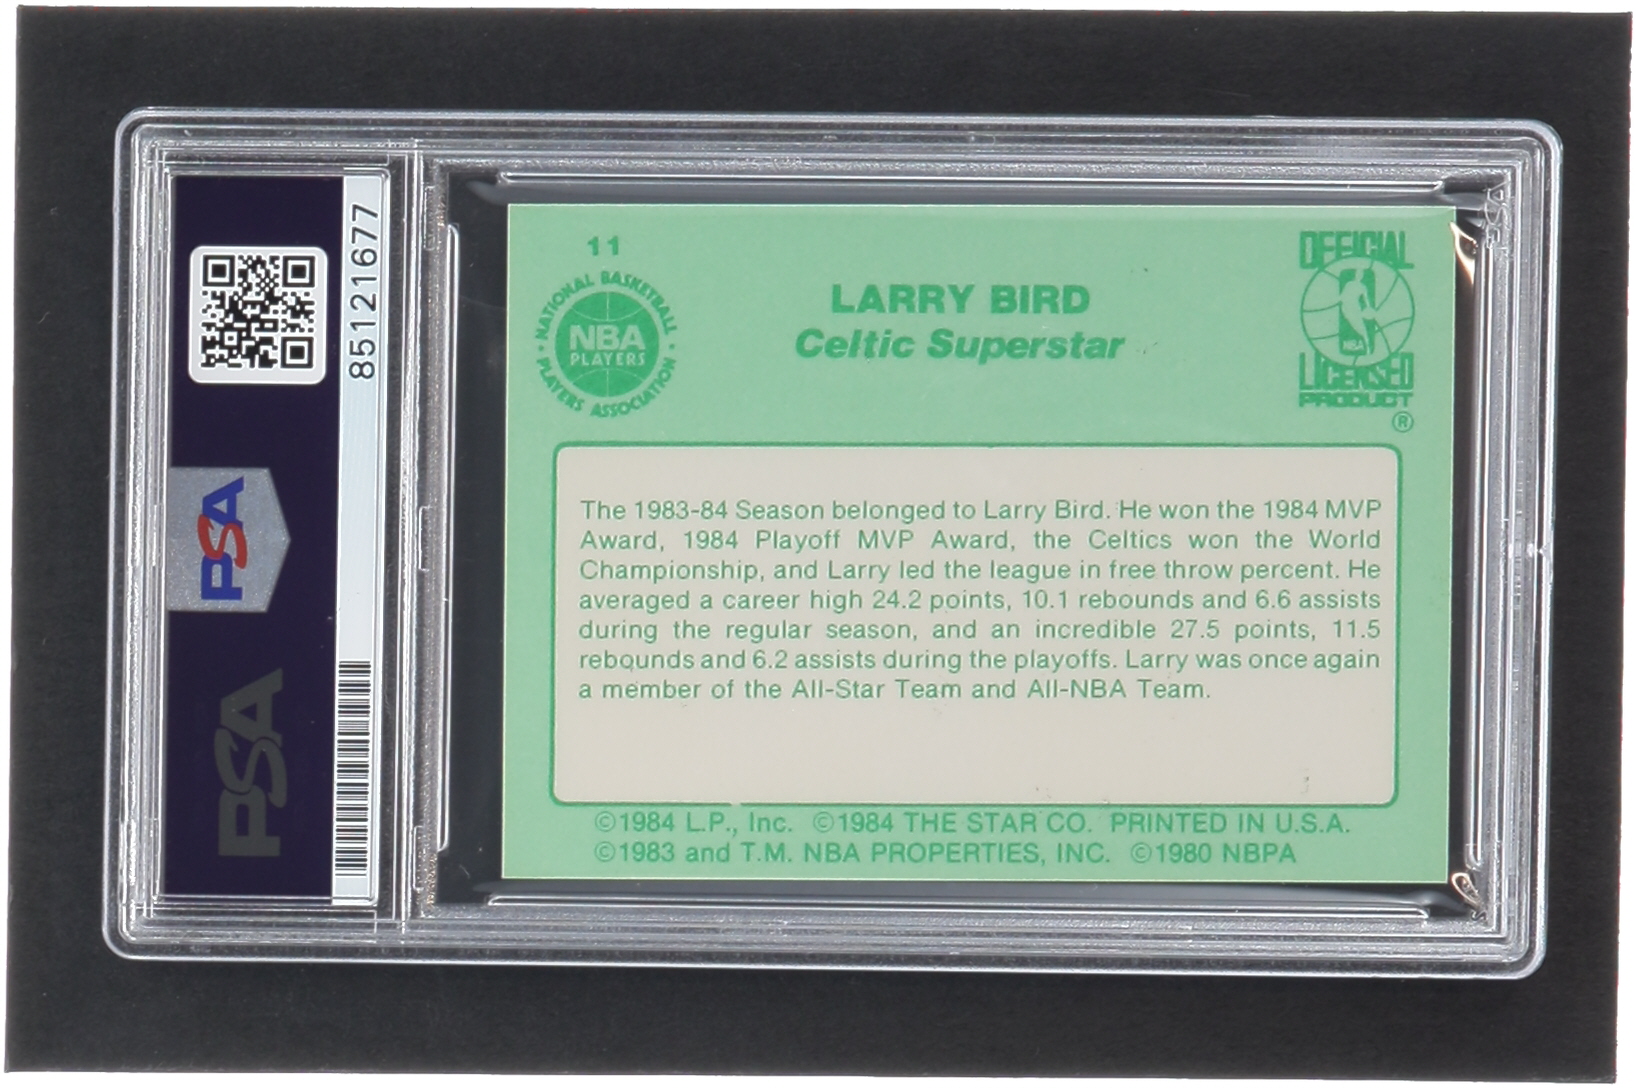 85121677
PSA
PSA
11
NATIONAL BASKETBALL
NBA
PLAYERS
PLAYERS ASSOCIATION
LARRY BIRD
Celtic Superstar
OFFICIAL
NBA
LICENSED
PRODUCT
®
The 1983-84 Season belonged to Larry Bird. He won the 1984 MVP
Award, 1984 Playoff MVP Award, the Celtics won the World
Championship, and Larry led the league in free throw percent. He
averaged a career high 24.2 points, 10.1 rebounds and 6.6 assists
during the regular season, and an incredible 27.5 points, 11.5
rebounds and 6.2 assists during the playoffs. Larry was once again
a member of the All-Star Team and All-NBA Team.
©1984 L.P., Inc. ©1984 THE STAR CO. PRINTED IN U.S.A.
©1983 and T.M. NBA PROPERTIES, INC. ©1980 NBPA
PSA